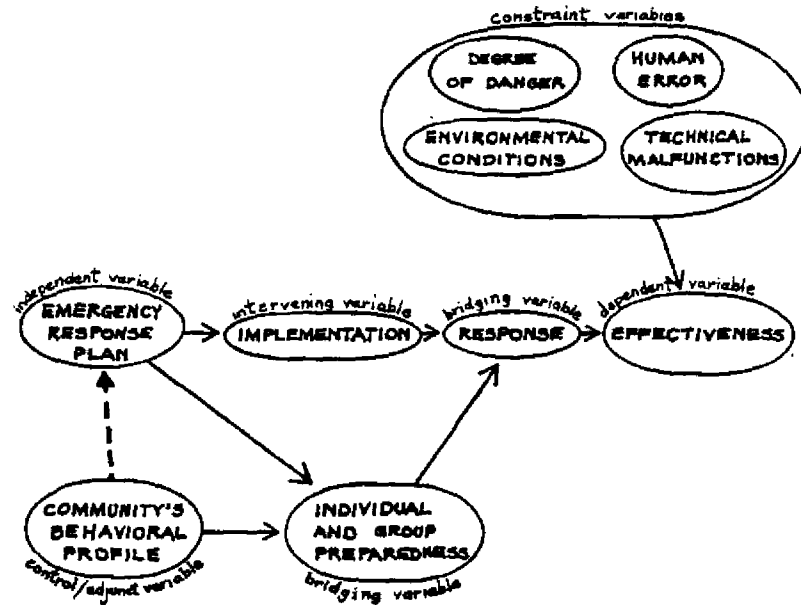 constraint variables
DEGREE
OF DANGER
HUMAN
ERROR
ENVIRONMENTAL
CONDITIONS
TECHNICAL
MALFUNCTIONS
independent variable
EMERGENCY
RESPONSE
PLAN
intervening variable
IMPLEMENTATION
bridging variable
RESPONSE
dependent variable
EFFECTIVENESS
COMMUNITY'S
BEHAVIORAL
PROFILE
control/adjunct variable
INDIVIDUAL
AND GROUP
PREPAREDNESS
bridging variable